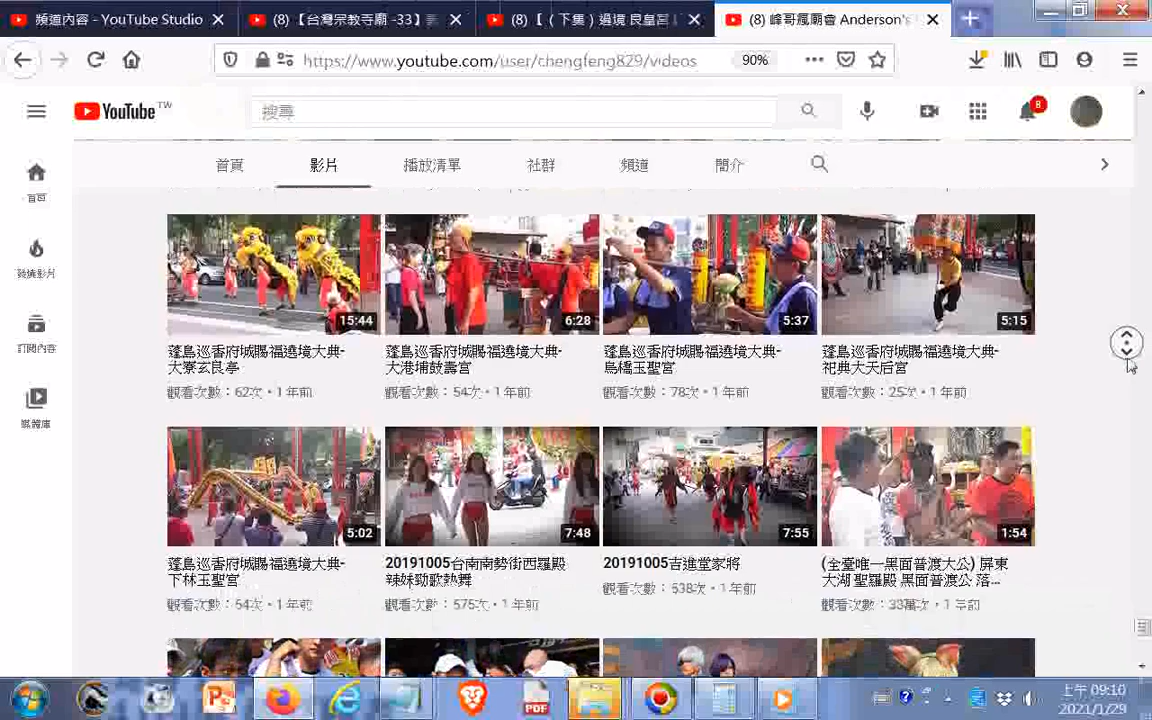 頻道內容 - YouTube Studio
(8) 【台灣宗教寺廟 -33】
(8) 【（下集）遶境 良皇宮
(8) 峰哥瘋廟會 Anderson's
https://www.youtube.com/user/chengfeng829/videos
90%
YouTube TW
搜尋
8
首頁
影片
播放清單
社群
頻道
簡介
首頁
發燒影片
訂閱內容
媒體庫
15:44
6:28
5:37
5:15
蓬島巡香府城賜福遶境大典-
大寮玄良亭
觀看次數：62次 · 1 年前
蓬島巡香府城賜福遶境大典-
大港埔鼓壽宮
觀看次數：54次 · 1 年前
蓬島巡香府城賜福遶境大典-
烏橋玉聖宮
觀看次數：78次 · 1 年前
蓬島巡香府城賜福遶境大典-
祀典大天后宮
觀看次數：25次 · 1 年前
5:02
7:48
7:55
1:54
蓬島巡香府城賜福遶境大典-
下林玉聖宮
觀看次數：54次 · 1 年前
20191005台南南勢街西羅殿
辣妹勁歌熱舞
觀看次數：575次 · 1 年前
20191005吉進堂家將
觀看次數：538次 · 1 年前
(全臺唯一黑面普渡大公) 屏東
大湖 聖羅殿 黑面普渡公 落...
觀看次數：33萬次 · 1 年前
PDF
上午 09:10
2021/1/29